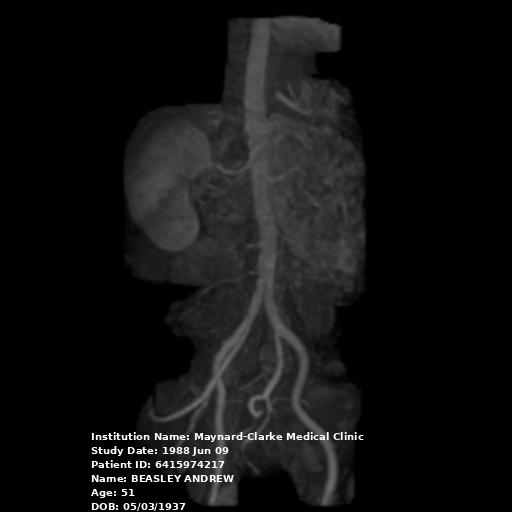 Institution Name: Maynard-Clarke Medical Clinic
Study Date: 1988 Jun 09
Patient ID: 6415974217
Name: BEASLEY ANDREW
Age: 51
DOB: 05/03/1937